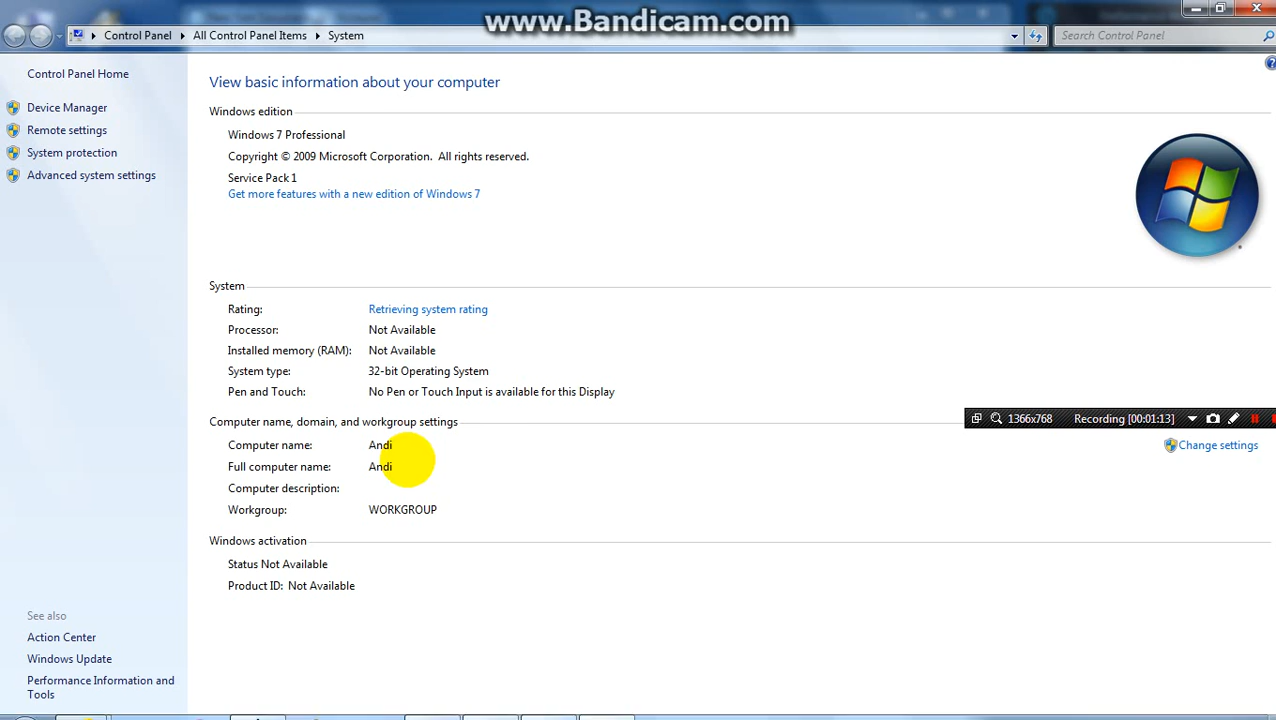 www.Bandicam.com
Control Panel All Control Panel Items System
Search Control Panel
Control Panel Home
Device Manager
Remote settings
System protection
Advanced system settings
View basic information about your computer
Windows edition
Windows 7 Professional
Copyright © 2009 Microsoft Corporation. All rights reserved.
Service Pack 1
Get more features with a new edition of Windows 7
System
Rating: Retrieving system rating
Processor: Not Available
Installed memory (RAM): Not Available
System type: 32-bit Operating System
Pen and Touch: No Pen or Touch Input is available for this Display
Computer name, domain, and workgroup settings
1366x768 Recording [00:01:13]
Computer name: Andi
Change settings
Full computer name: Andi
Computer description:
Workgroup: WORKGROUP
Windows activation
Status Not Available
Product ID: Not Available
See also
Action Center
Windows Update
Performance Information and
Tools